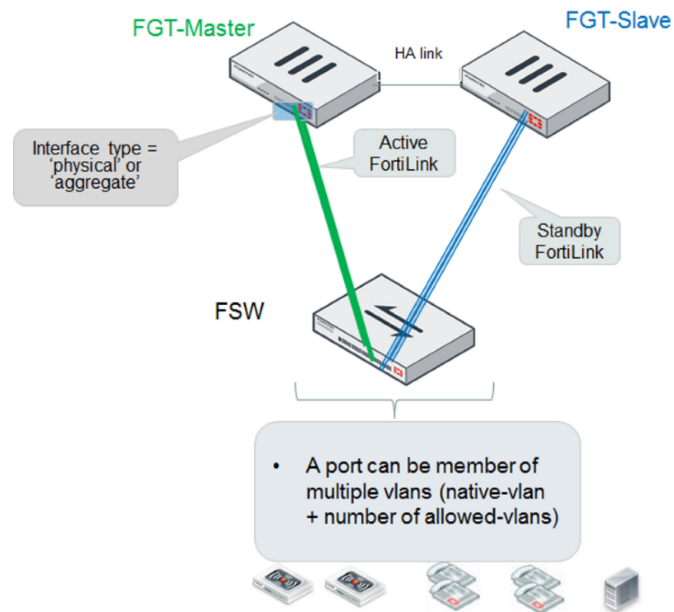 FGT-Master
FGT-Slave
HA link
Interface type =
‘physical’ or
‘aggregate’
Active
FortiLink
Standby
FortiLink
FSW
• A port can be member of
multiple vlans (native-vlan
+ number of allowed-vlans)